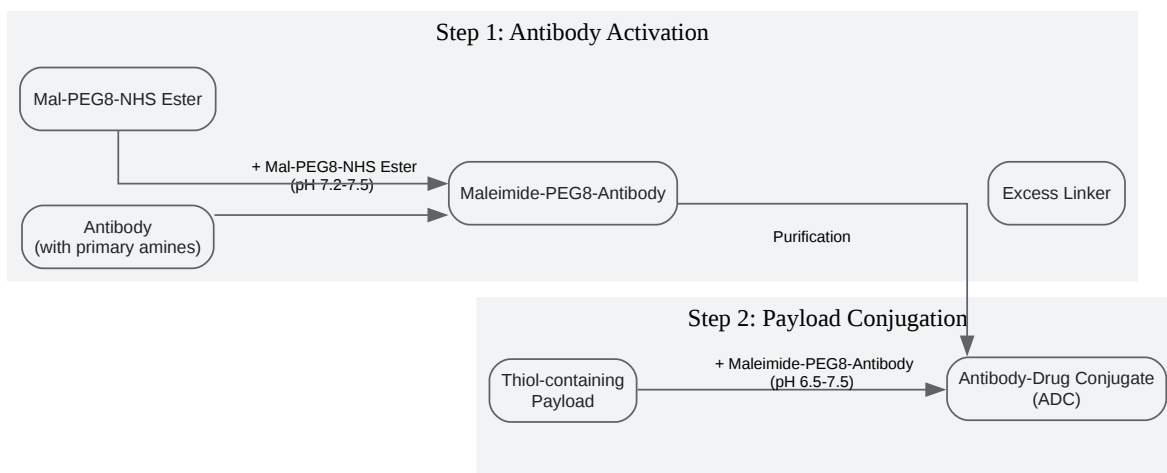 Step 1: Antibody Activation
Mal-PEG8-NHS Ester
+ Mal-PEG8-NHS Ester
(pH 7.2-7.5)
Maleimide-PEG8-Antibody
Excess Linker
Antibody
(with primary amines)
Purification
Step 2: Payload Conjugation
Thiol-containing
Payload
+ Maleimide-PEG8-Antibody
(pH 6.5-7.5)
Antibody-Drug Conjugate
(ADC)